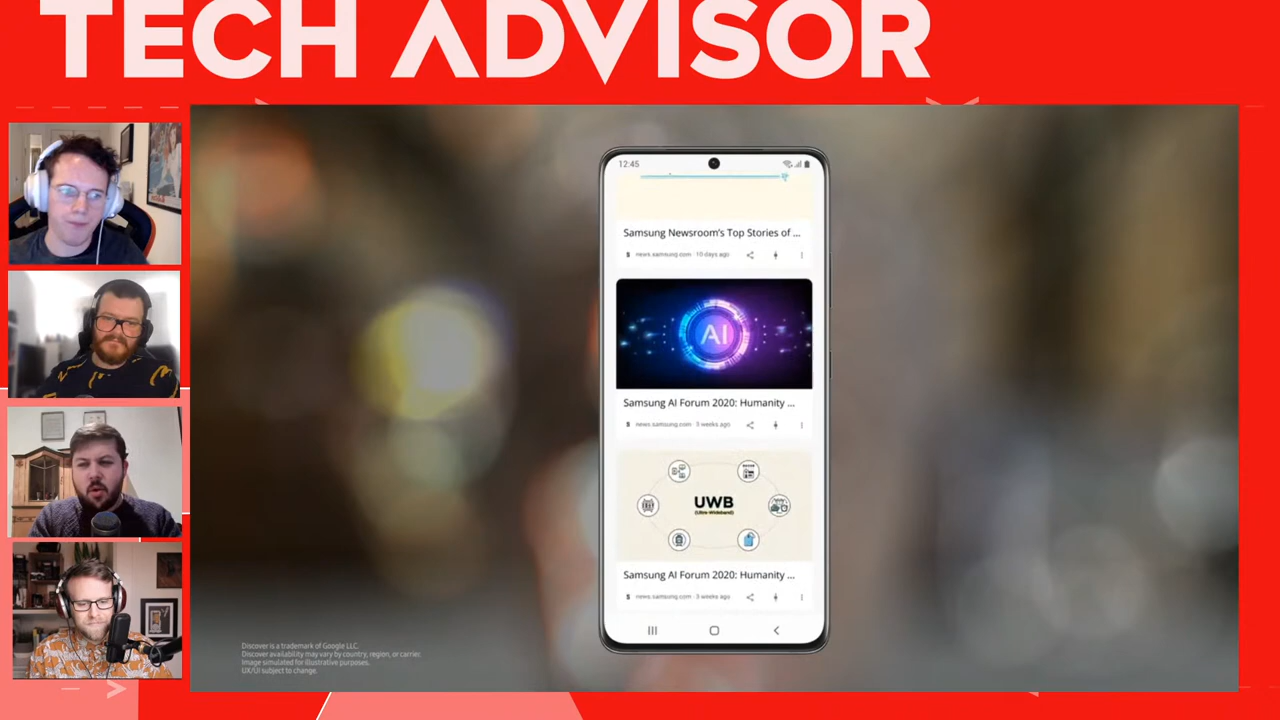 TECH ADVISOR
12:45
Samsung Newsroom's Top Stories of ...
news.samsung.com · 10 days ago
AI
Samsung AI Forum 2020: Humanity ...
news.samsung.com · 3 weeks ago
UWB
(Ultra-Wideband)
Samsung AI Forum 2020: Humanity ...
news.samsung.com · 3 weeks ago
Discover is a trademark of Google LLC.
Discover availability may vary by country, region, or carrier.
Image simulated for illustrative purposes.
UX/UI subject to change.